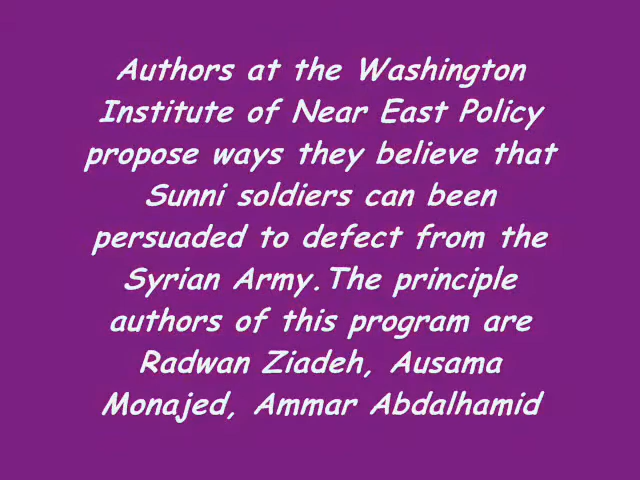 Authors at the Washington
Institute of Near East Policy
propose ways they believe that
Sunni soldiers can been
persuaded to defect from the
Syrian Army.The principle
authors of this program are
Radwan Ziadeh, Ausama
Monajed, Ammar Abdalhamid